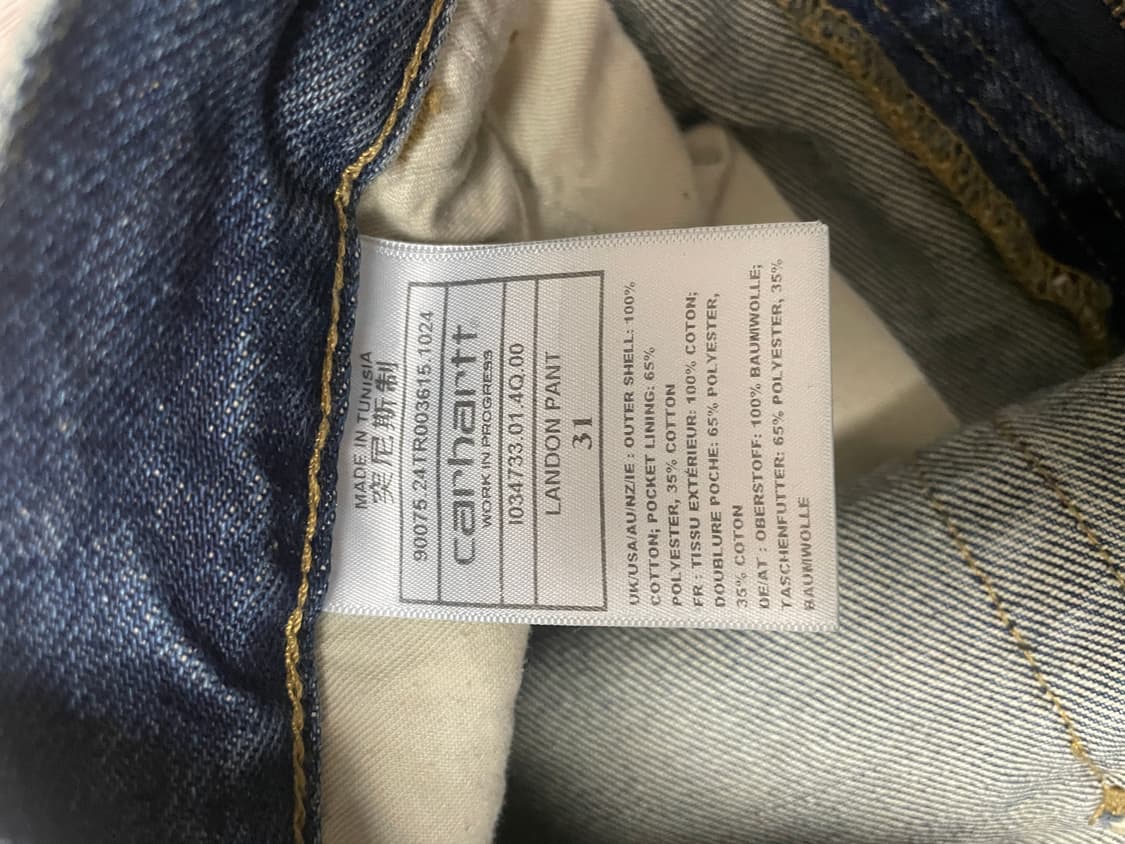 MADE IN TUNISIA
突尼斯制
90075.24TR003615.1024
carhartt
WORK IN PROGRESS
I034733.01.4Q.00
LANDON PANT
31
UK/USA/AU/NZ/IE : OUTER SHELL: 100%
COTTON; POCKET LINING: 65%
POLYESTER, 35% COTTON
FR : TISSU EXTÉRIEUR: 100% COTON;
DOUBLURE POCHE: 65% POLYESTER,
35% COTON
DE/AT : OBERSTOFF: 100% BAUMWOLLE;
TASCHENFUTTER: 65% POLYESTER, 35%
BAUMWOLLE